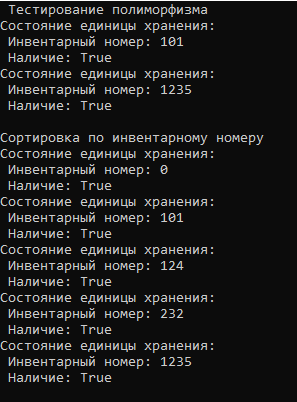 Тестирование полиморфизма
Состояние единицы хранения:
Инвентарный номер: 101
Наличие: True
Состояние единицы хранения:
Инвентарный номер: 1235
Наличие: True
Сортировка по инвентарному номеру
Состояние единицы хранения:
Инвентарный номер: 0
Наличие: True
Состояние единицы хранения:
Инвентарный номер: 101
Наличие: True
Состояние единицы хранения:
Инвентарный номер: 124
Наличие: True
Состояние единицы хранения:
Инвентарный номер: 232
Наличие: True
Состояние единицы хранения:
Инвентарный номер: 1235
Наличие: True